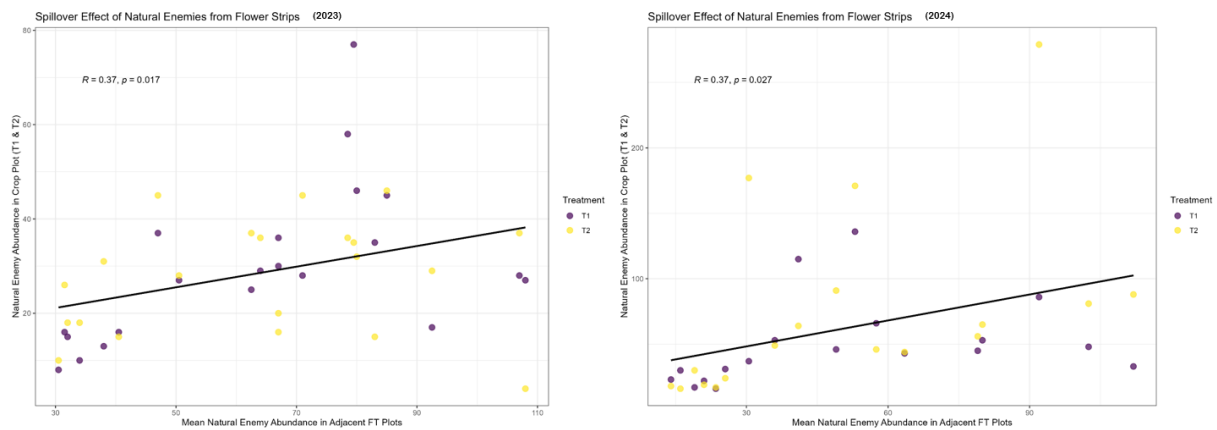 Spillover Effect of Natural Enemies from Flower Strips (2023)
80
60
40
20
R = 0.37, p = 0.017
Natural Enemy Abundance in Crop Plot (T1 & T2)
30 50 70 90 110
Mean Natural Enemy Abundance in Adjacent FT Plots
Treatment
T1
T2
Spillover Effect of Natural Enemies from Flower Strips (2024)
200
100
R = 0.37, p = 0.027
Natural Enemy Abundance in Crop Plot (T1 & T2)
30 60 90
Mean Natural Enemy Abundance in Adjacent FT Plots
Treatment
T1
T2